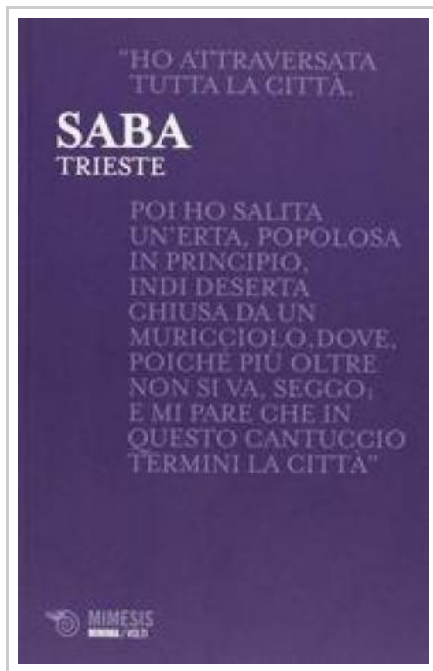 "HO ATTRAVERSATA
TUTTA LA CITTÀ.
SABA
TRIESTE
POI HO SALITA
UN'ERTA, POPOLOSA
IN PRINCIPIO,
INDI DESERTA
CHIUSA DA UN
MURICCIOLO,DOVE,
POICHÉ PIÙ OLTRE
NON SI VA, SEGGO;
E MI PARE CHE IN
QUESTO CANTUCCIO
TERMINI LA CITTÀ"
MIMESIS
MINIMA / VOLTI